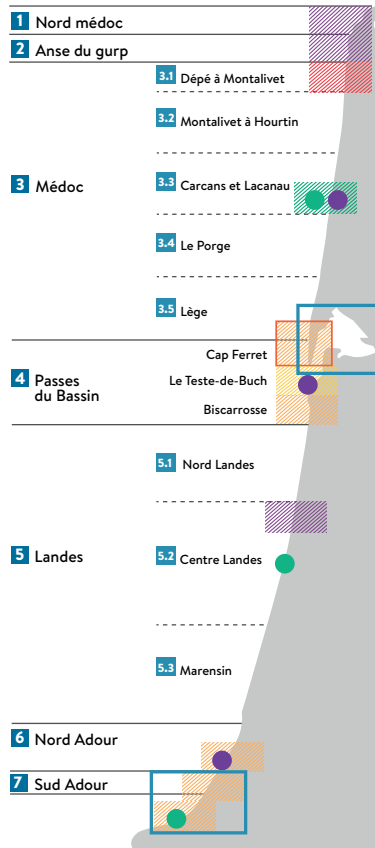 1 Nord médoc
2 Anse du gurp
3.1 Dépé à Montalivet
3.2 Montalivet à Hourtin
3.3 Carcans et Lacanau
3 Médoc
3.4 Le Porge
3.5 Lège
Cap Ferret
4 Passes
du Bassin
Le Teste-de-Buch
Biscarrosse
5.1 Nord Landes
5 Landes
5.2 Centre Landes
5.3 Marensin
6 Nord Adour
7 Sud Adour